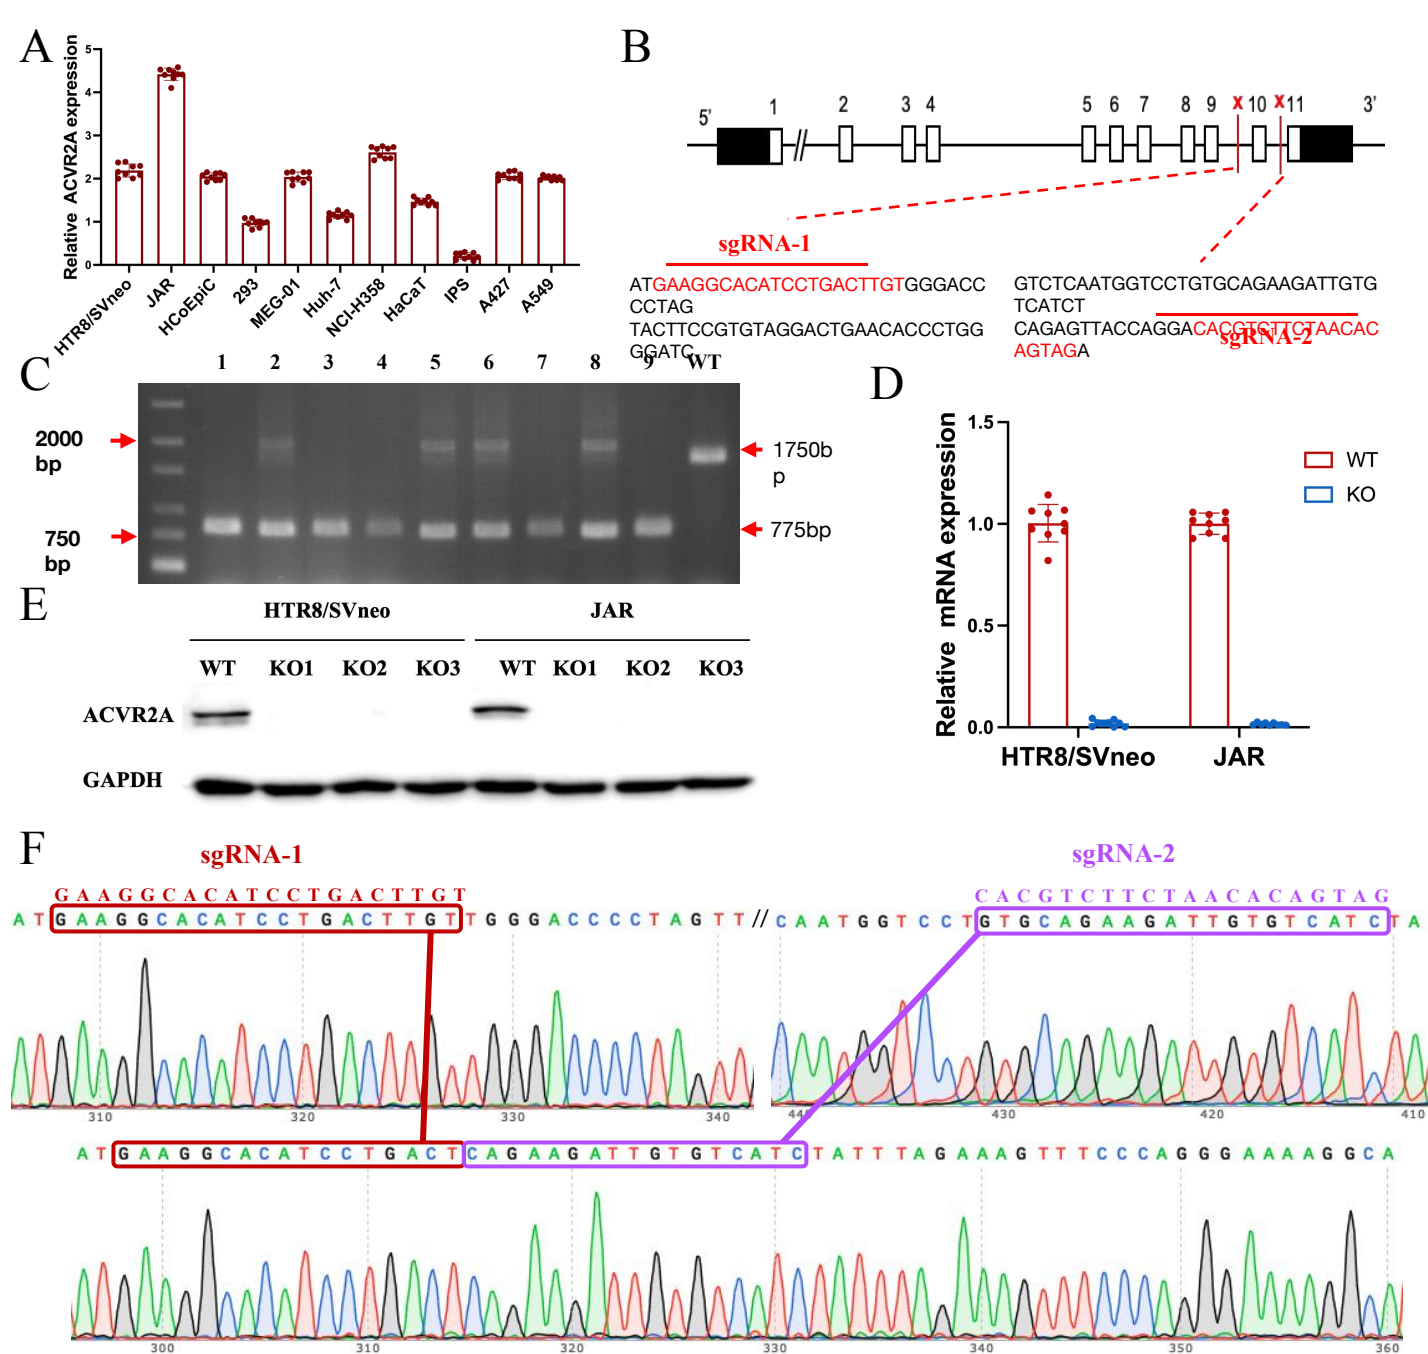 A
Relative ACVR2A expression
5
4
3
2
1
0
HTR8/SVneo
JAR
HCoEpiC
293
MEG-01
Huh-7
NCI-H358
HaCaT
IPS
A427
A549
B
5'
1
2
3
4
5
6
7
8
9
X
10
X
11
3'
sgRNA-1
ATGAAGGCACATCCTGACTTGTGGGACC
CCTAG
TACTTCCGTGTAGGACTGAACACCCTGG
GGATC
GTCTCAATGGTCCTGTGCAGAAGATTGTG
TCATCT
CAGAGTTACCAGGACACGTCTTCTAACAC
AGTAGA
sgRNA-2
C
1 2 3 4 5 6 7 8 9 WT
2000
bp
750
bp
1750b
p
775bp
D
Relative mRNA expression
1.5
1.0
0.5
0.0
HTR8/SVneo
JAR
WT
KO
E
HTR8/SVneo JAR
WT KO1 KO2 KO3 WT KO1 KO2 KO3
ACVR2A
GAPDH
F
sgRNA-1
sgRNA-2
GAAGGCACATCCTGACTTGT
CACGTCTTCTAACACAGTAG
ATGAAGGCACATCCTGACTTGTTGGGACCCCTAGTT // CAATGGTCCTGTGCAGAAGATTGTGTCATCTA
310 320 330 340
440 430 420 410
ATGAAGGCACATCCTGACTCAGAAGATTGTGTCATCTATTTAGAAAGTTTCCCAGGGAAAAGGCA
300 310 320 330 340 350 360